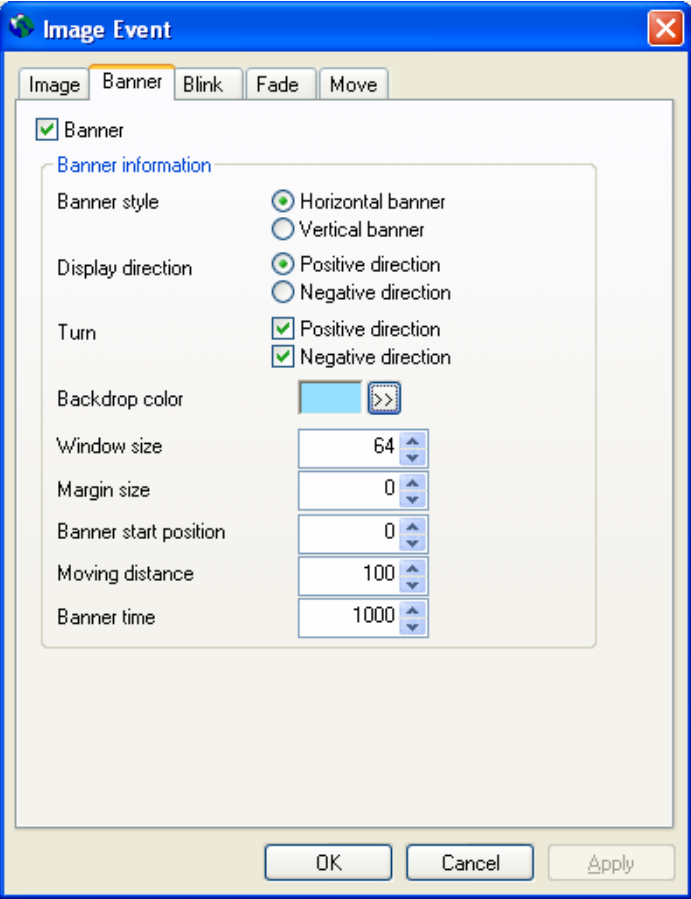 Image Event
Image Banner Blink Fade Move
Banner
Banner information
Banner style Horizontal banner
Vertical banner
Display direction Positive direction
Negative direction
Turn Positive direction
Negative direction
Backdrop color >>
Window size 64
Margin size 0
Banner start position 0
Moving distance 100
Banner time 1000
OK Cancel Apply